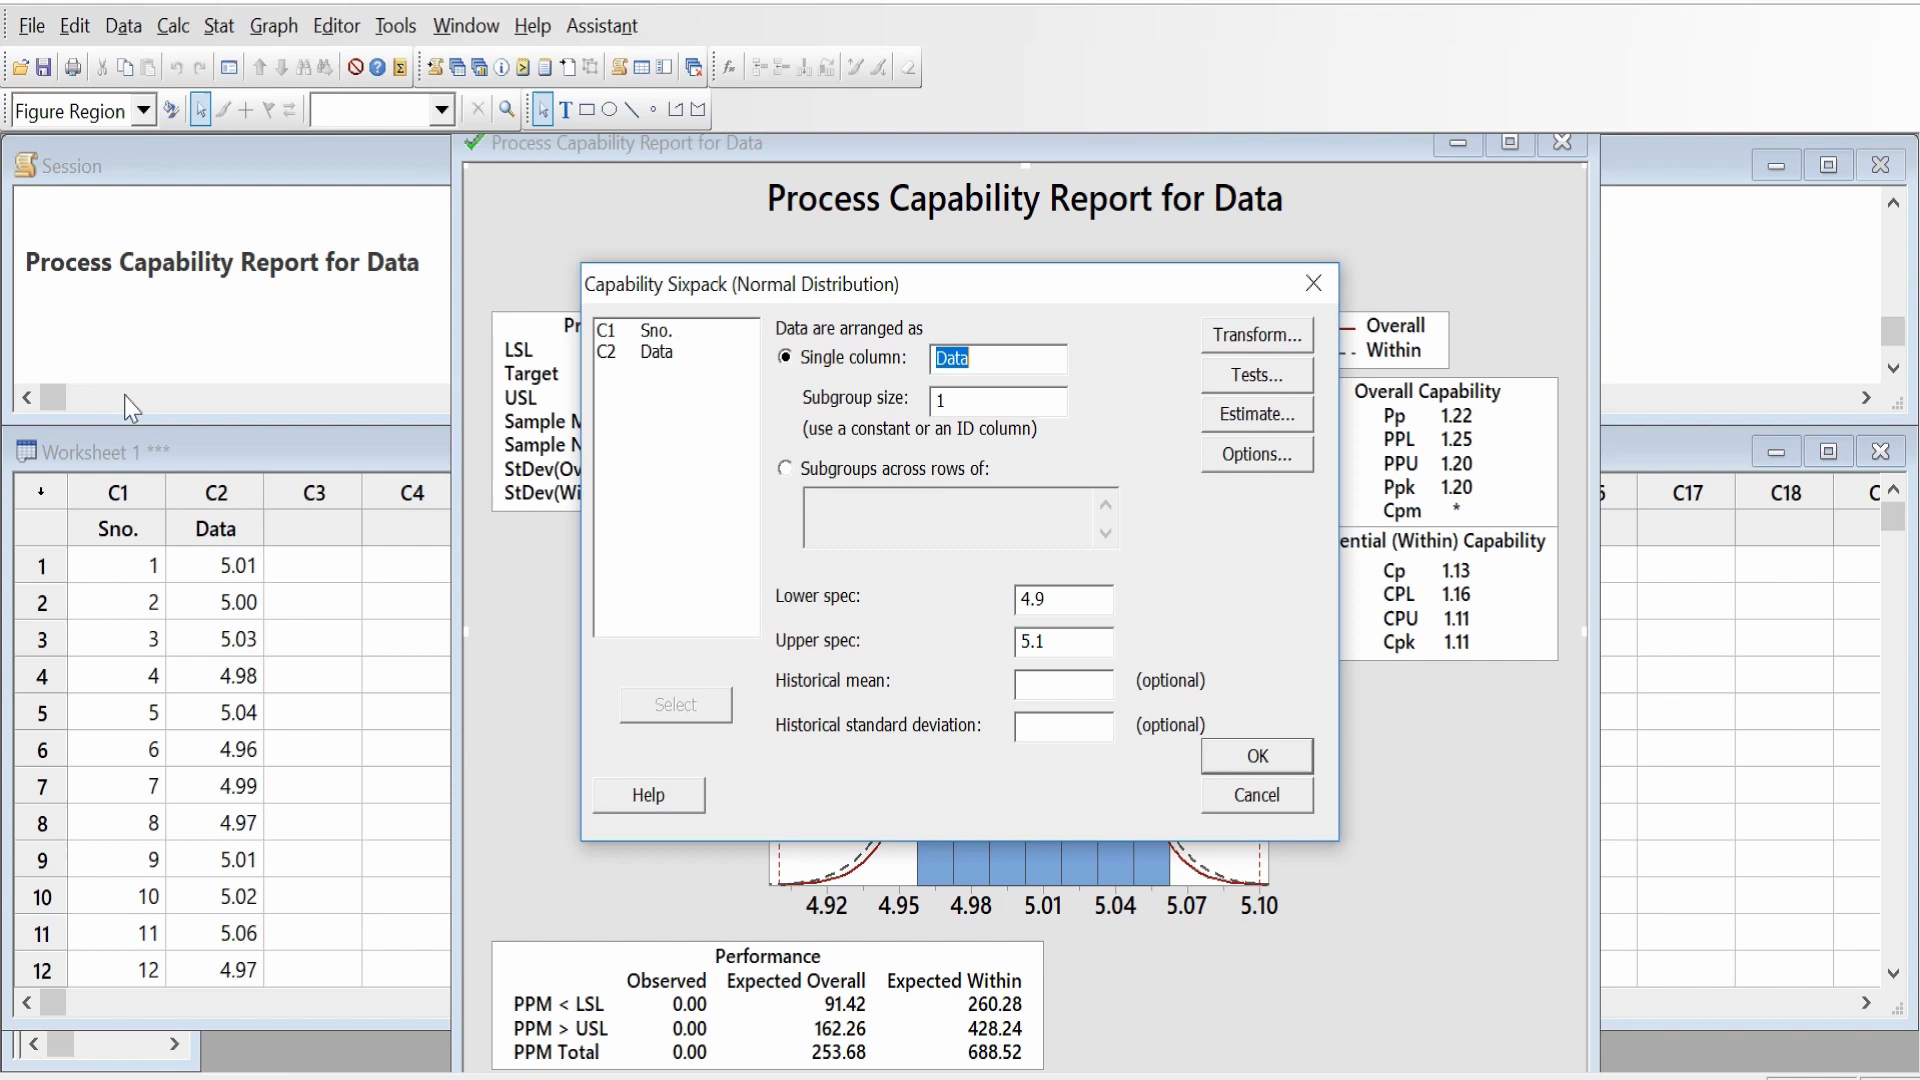 File Edit Data Calc Stat Graph Editor Tools Window Help Assistant
Figure Region
Session
Process Capability Report for Data
Process Capability Report for Data
Process Capability Report for Data
LSL
Target
USL
Sample M
Sample N
StDev(Ov
StDev(Wi
Overall
Within
Overall Capability
Pp 1.22
PPL 1.25
PPU 1.20
Ppk 1.20
Cpm *
ential (Within) Capability
Cp 1.13
CPL 1.16
CPU 1.11
Cpk 1.11
Capability Sixpack (Normal Distribution)
C1 Sno.
C2 Data
Data are arranged as
Single column: Data
Subgroup size: 1
(use a constant or an ID column)
Subgroups across rows of:
Lower spec: 4.9
Upper spec: 5.1
Historical mean: (optional)
Historical standard deviation: (optional)
Transform...
Tests...
Estimate...
Options...
Select
Help
OK
Cancel
4.92 4.95 4.98 5.01 5.04 5.07 5.10
Performance
Observed Expected Overall Expected Within
PPM < LSL 0.00 91.42 260.28
PPM > USL 0.00 162.26 428.24
PPM Total 0.00 253.68 688.52
Worksheet 1 ***
C1 C2 C3 C4 C17 C18
Sno. Data
1 1 5.01
2 2 5.00
3 3 5.03
4 4 4.98
5 5 5.04
6 6 4.96
7 7 4.99
8 8 4.97
9 9 5.01
10 10 5.02
11 11 5.06
12 12 4.97